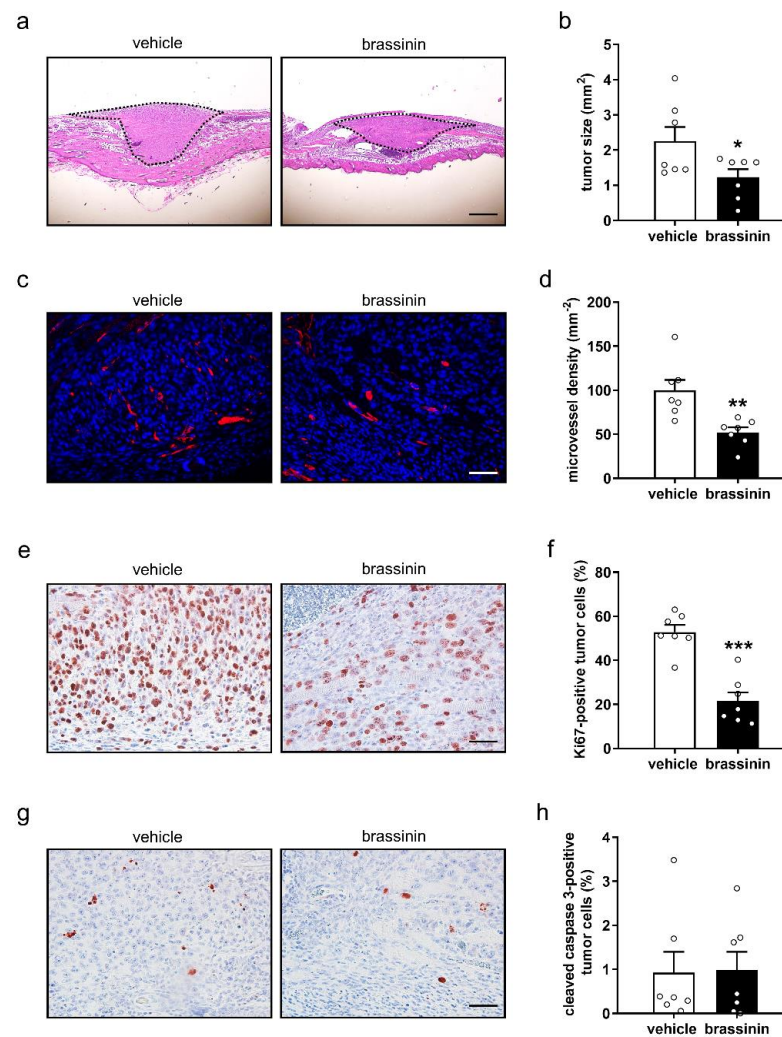 a
vehicle
brassinin
b
tumor size (mm²)
5
4
3
2
1
0
*
vehicle
brassinin
c
vehicle
brassinin
d
microvessel density (mm⁻²)
200
150
100
50
0
**
vehicle
brassinin
e
vehicle
brassinin
f
Ki67-positive tumor cells (%)
80
60
40
20
0
***
vehicle
brassinin
g
vehicle
brassinin
h
cleaved caspase 3-positive
tumor cells (%)
4
3
2
1
0
vehicle
brassinin